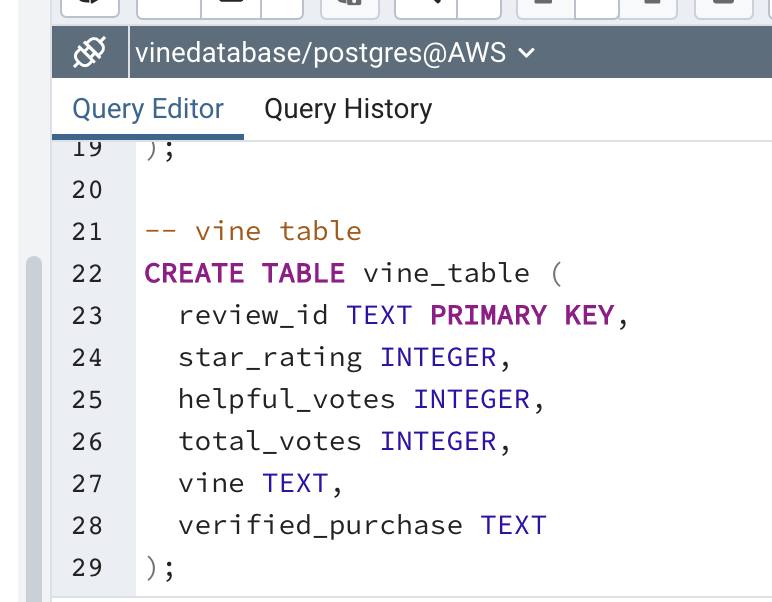 vinedatabase/postgres@AWS
Query Editor Query History
19 );
20
21 -- vine table
22 CREATE TABLE vine_table (
23 review_id TEXT PRIMARY KEY,
24 star_rating INTEGER,
25 helpful_votes INTEGER,
26 total_votes INTEGER,
27 vine TEXT,
28 verified_purchase TEXT
29 );